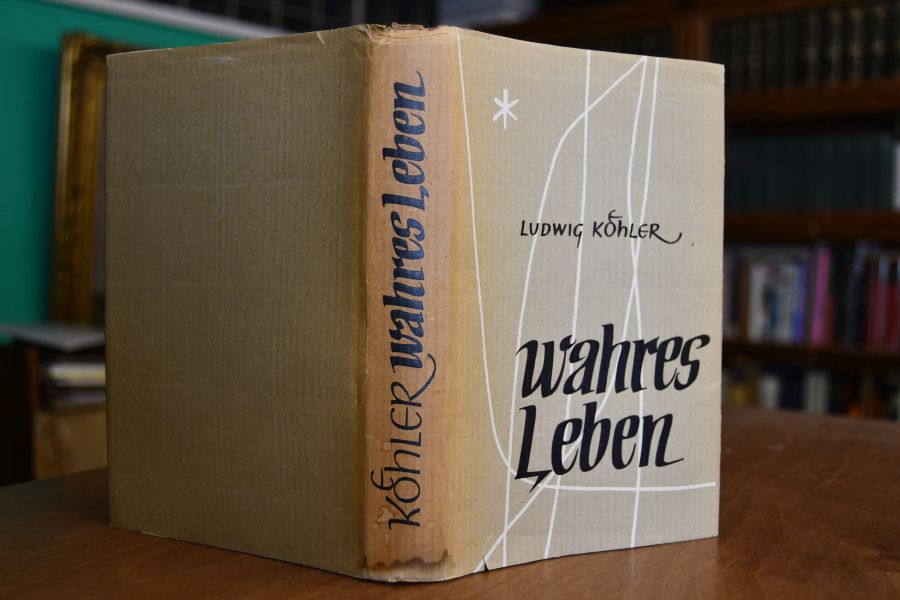 KÖHLER wahres Leben
LUDWIG KÖHLER
wahres
Leben